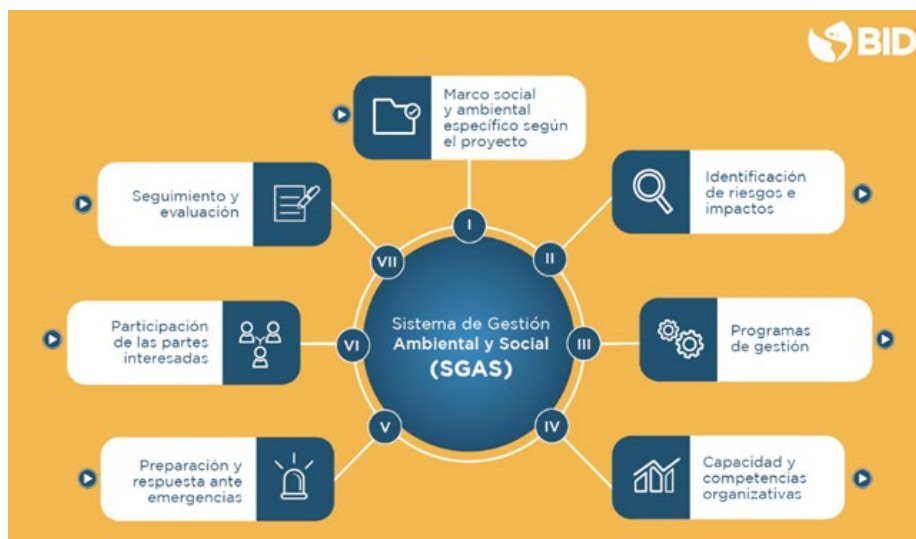 BID
Marco social
y ambiental
específico según
el proyecto
Identificación
de riesgos e
impactos
Programas
de gestión
Capacidad y
competencias
organizativas
Preparación y
respuesta ante
emergencias
Participación
de las partes
interesadas
Seguimiento y
evaluación
I
II
III
IV
V
VI
VII
Sistema de Gestión
Ambiental y Social
(SGAS)